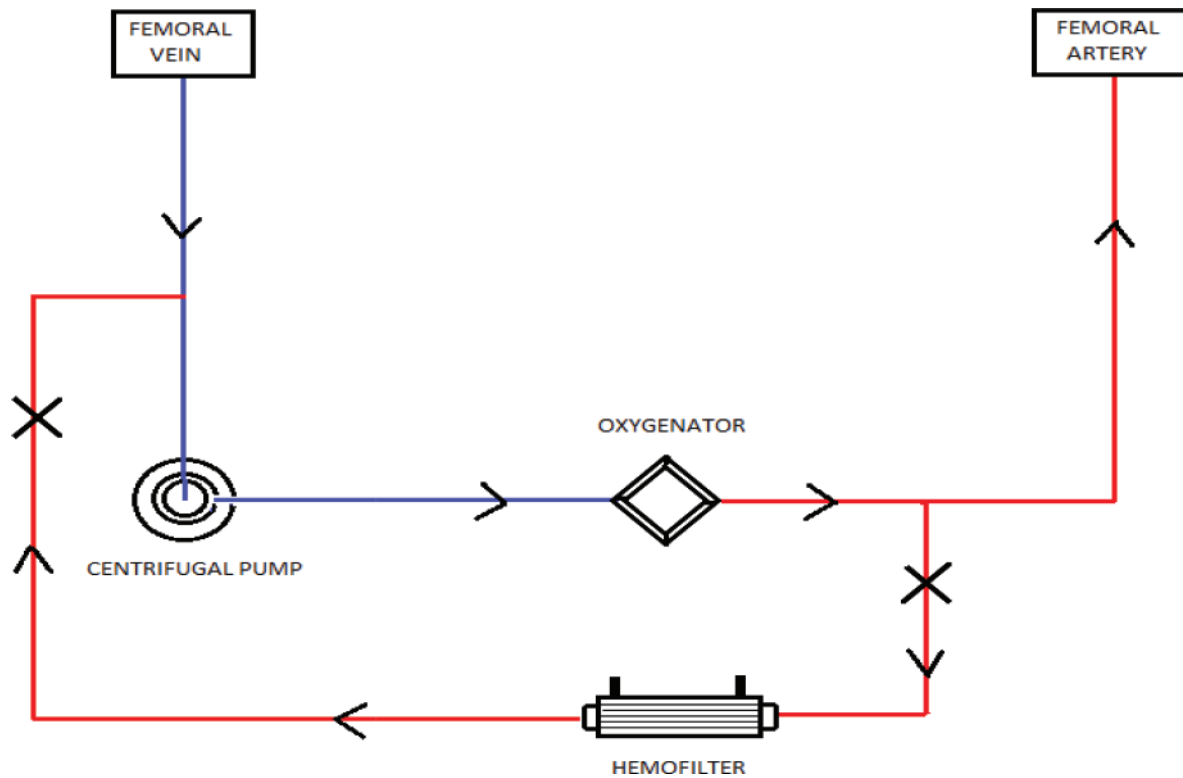 FEMORAL
VEIN
FEMORAL
ARTERY
OXYGENATOR
CENTRIFUGAL PUMP
HEMOFILTER